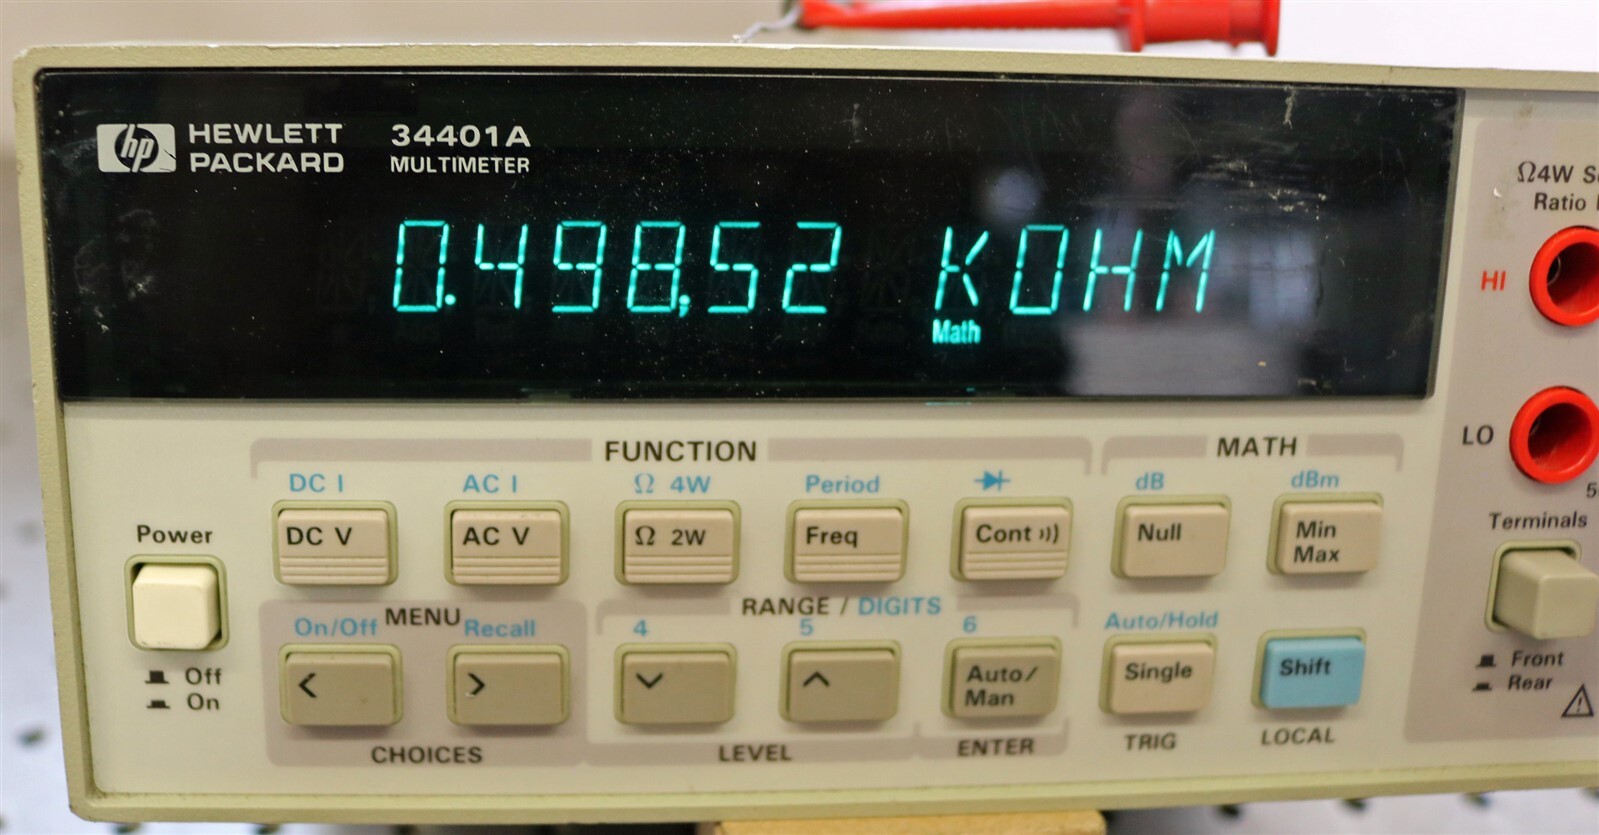 hp HEWLETT PACKARD
34401A
MULTIMETER
0.498,52 KOHM
Math
Ω4W
Ratio
HI
LO
Terminals
Front
Rear
FUNCTION
MATH
DC I
AC I
Ω 4W
Period
dB
dBm
Power
DC V
AC V
Ω 2W
Freq
Cont
Null
Min
Max
Off
On
MENU
On/Off
Recall
RANGE / DIGITS
4
5
6
Auto/Hold
<
>
Auto/
Man
Single
Shift
CHOICES
LEVEL
ENTER
TRIG
LOCAL